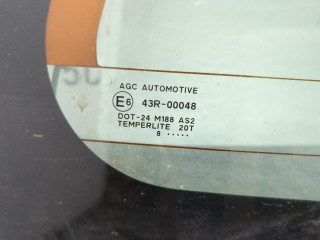 AGC AUTOMOTIVE
E6 43R-00048
DOT-24 M188 AS2
TEMPERLITE 20T
8 .....